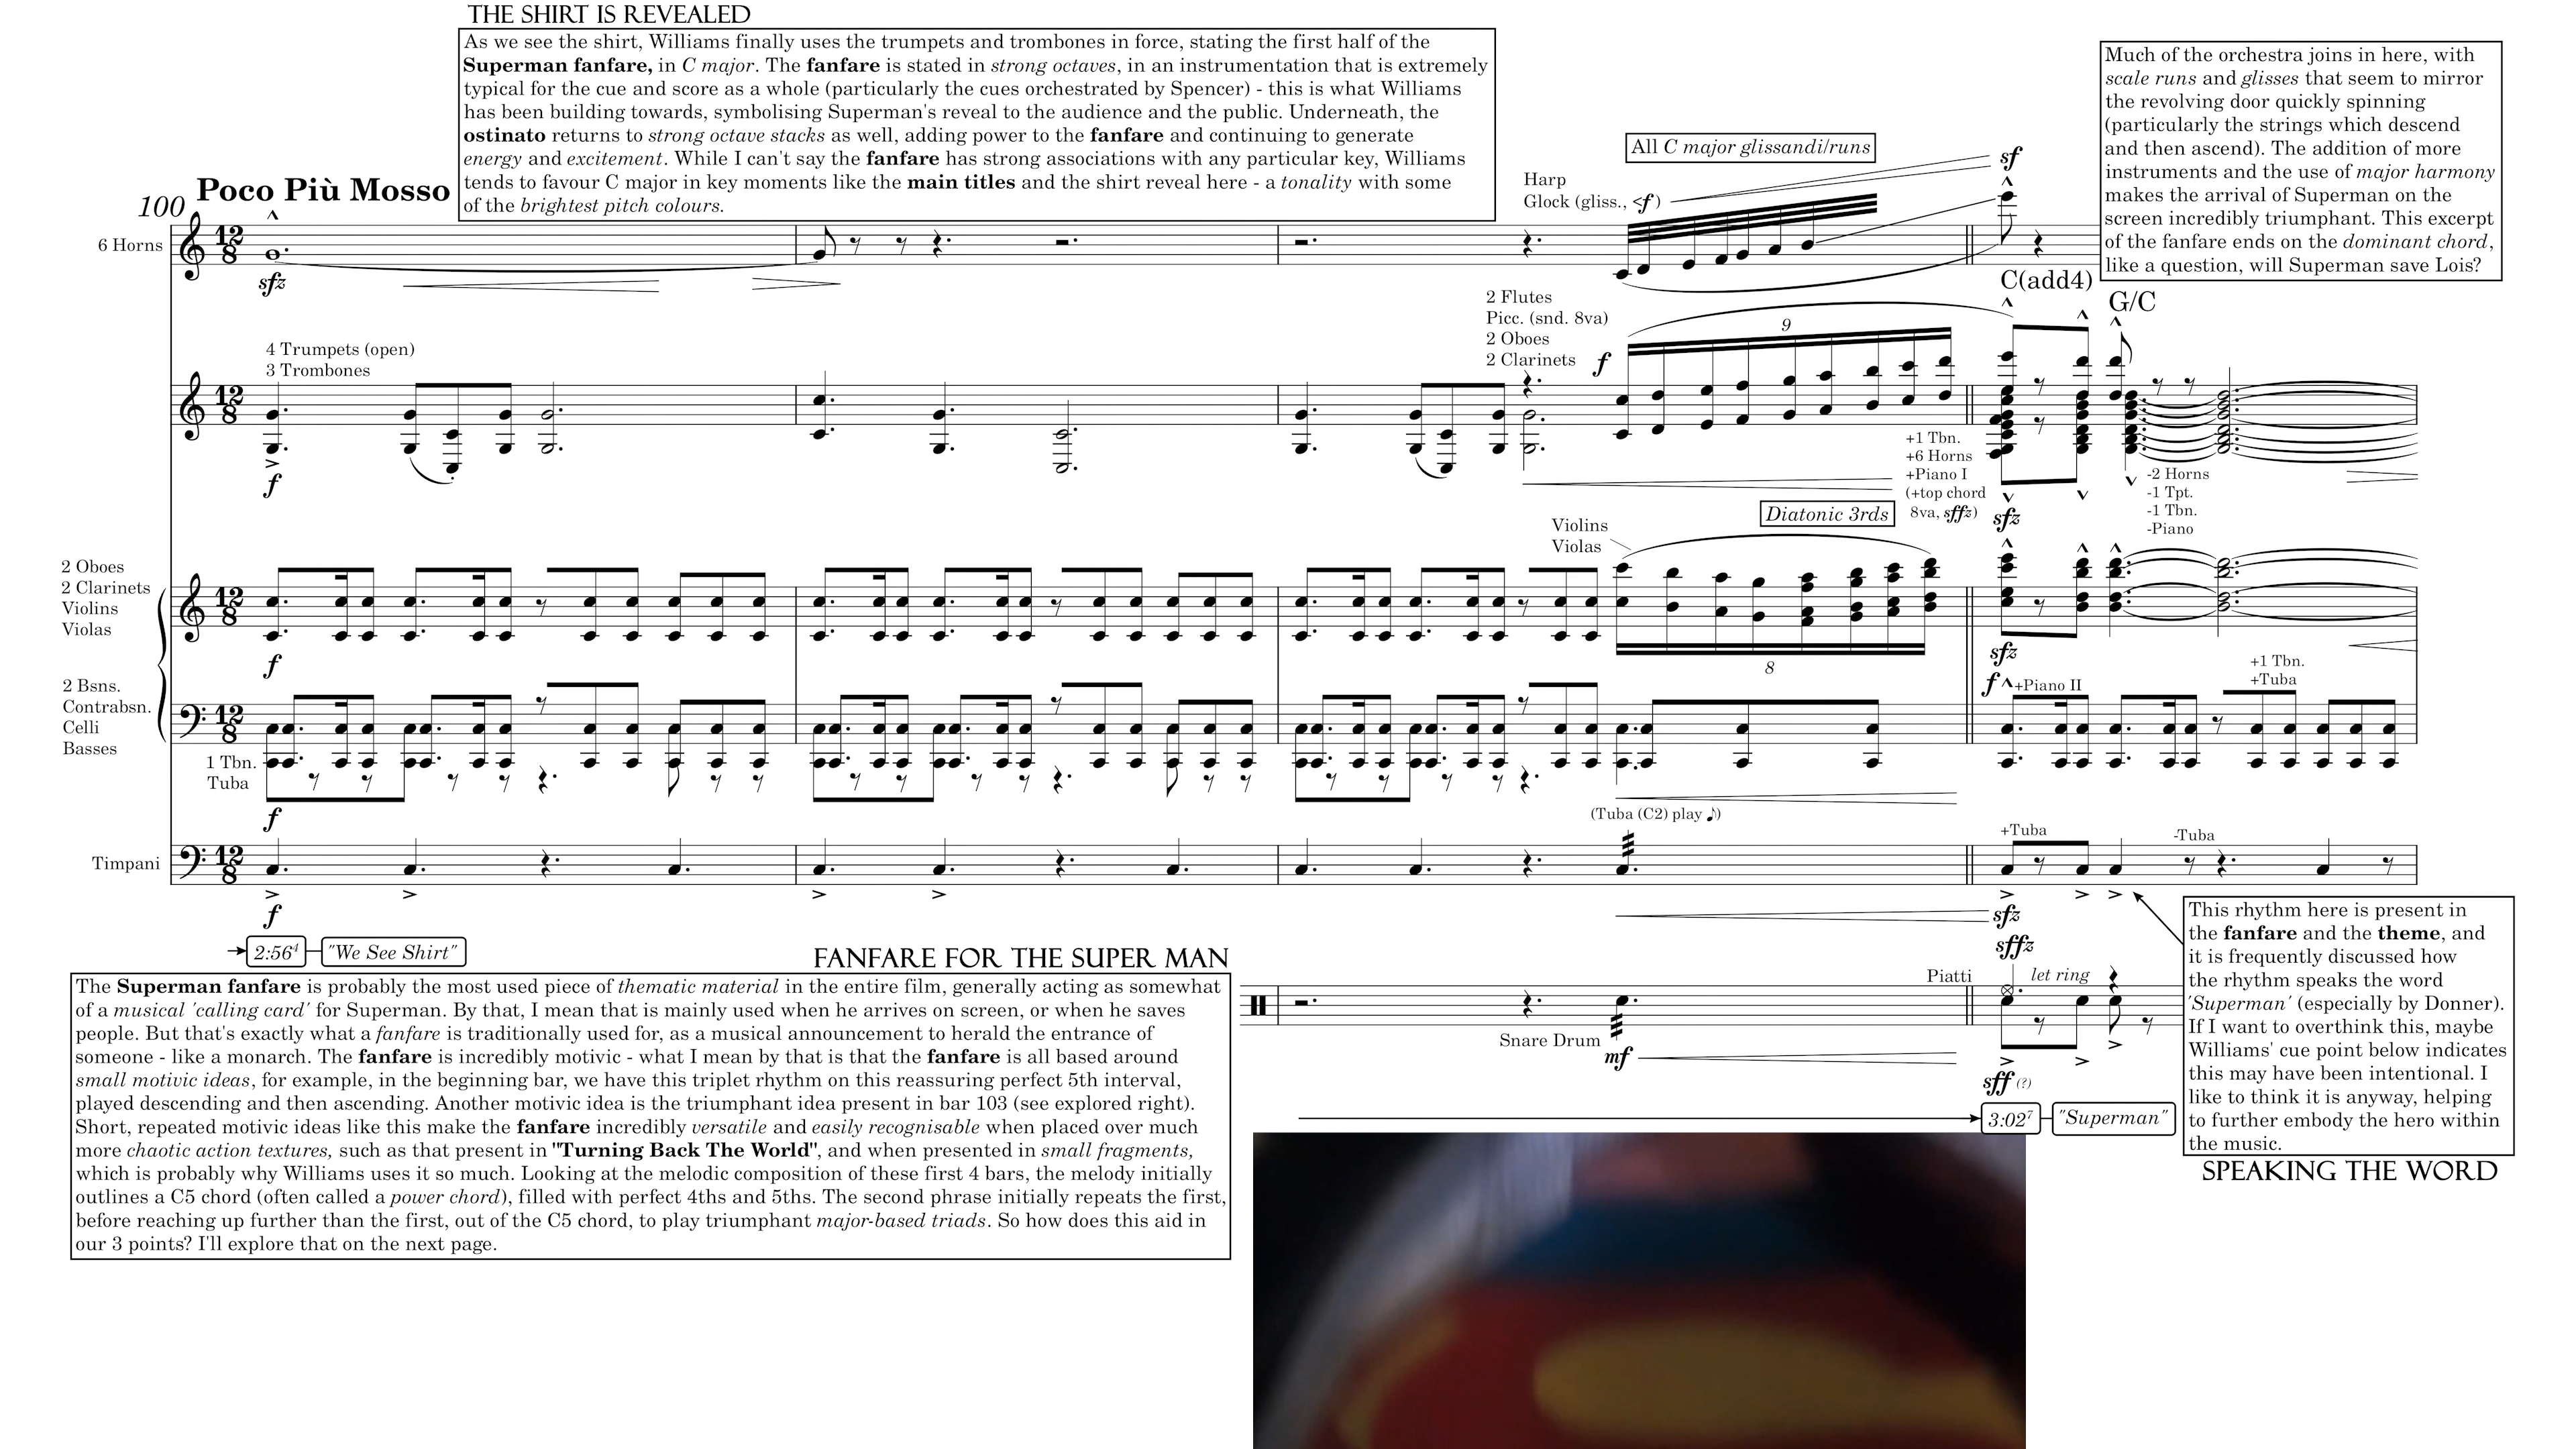 THE SHIRT IS REVEALED
As we see the shirt, Williams finally uses the trumpets and trombones in force, stating the first half of the
Superman fanfare, in C major. The fanfare is stated in strong octaves, in an instrumentation that is extremely
typical for the cue and score as a whole (particularly the cues orchestrated by Spencer) - this is what Williams
has been building towards, symbolising Superman's reveal to the audience and the public. Underneath, the
ostinato returns to strong octave stacks as well, adding power to the fanfare and continuing to generate
energy and excitement. While I can't say the fanfare has strong associations with any particular key, Williams
tends to favour C major in key moments like the main titles and the shirt reveal here - a tonality with some
of the brightest pitch colours.
Much of the orchestra joins in here, with
scale runs and glisses that seem to mirror
the revolving door quickly spinning
(particularly the strings which descend
and then ascend). The addition of more
instruments and the use of major harmony
makes the arrival of Superman on the
screen incredibly triumphant. This excerpt
of the fanfare ends on the dominant chord,
like a question, will Superman save Lois?
100 Poco Più Mosso
All C major glissandi/runs
Harp
Glock (gliss., <f)
sf
6 Horns
12
8
sfz
C(add4)
G/C
2 Flutes
Picc. (snd. 8va)
2 Oboes
2 Clarinets f
9
4 Trumpets (open)
3 Trombones
12
8
f
+1 Tbn.
+6 Horns
+Piano I
(+top chord
8va, sffz)
sfz
-2 Horns
-1 Tpt.
-1 Tbn.
-Piano
Diatonic 3rds
Violins
Violas
2 Oboes
2 Clarinets
Violins
Violas
12
8
f
8
sfz
2 Bsns.
Contrabsn.
Celli
Basses
12
8
1 Tbn.
Tuba
f
f +Piano II
+1 Tbn.
+Tuba
(Tuba (C2) play ♪)
Timpani
12
8
f
+Tuba
-Tuba
sfz
2:56⁴ "We See Shirt"
FANFARE FOR THE SUPER MAN
The Superman fanfare is probably the most used piece of thematic material in the entire film, generally acting as somewhat
of a musical 'calling card' for Superman. By that, I mean that is mainly used when he arrives on screen, or when he saves
people. But that's exactly what a fanfare is traditionally used for, as a musical announcement to herald the entrance of
someone - like a monarch. The fanfare is incredibly motivic - what I mean by that is that the fanfare is all based around
small motivic ideas, for example, in the beginning bar, we have this triplet rhythm on this reassuring perfect 5th interval,
played descending and then ascending. Another motivic idea is the triumphant idea present in bar 103 (see explored right).
Short, repeated motivic ideas like this make the fanfare incredibly versatile and easily recognisable when placed over much
more chaotic action textures, such as that present in "Turning Back The World", and when presented in small fragments,
which is probably why Williams uses it so much. Looking at the melodic composition of these first 4 bars, the melody initially
outlines a C5 chord (often called a power chord), filled with perfect 4ths and 5ths. The second phrase initially repeats the first,
before reaching up further than the first, out of the C5 chord, to play triumphant major-based triads. So how does this aid in
our 3 points? I'll explore that on the next page.
Snare Drum mf
Piatti
sffz
let ring
sff (?)
3:02⁷ "Superman"
This rhythm here is present in
the fanfare and the theme, and
it is frequently discussed how
the rhythm speaks the word
'Superman' (especially by Donner).
If I want to overthink this, maybe
Williams' cue point below indicates
this may have been intentional. I
like to think it is anyway, helping
to further embody the hero within
the music.
SPEAKING THE WORD